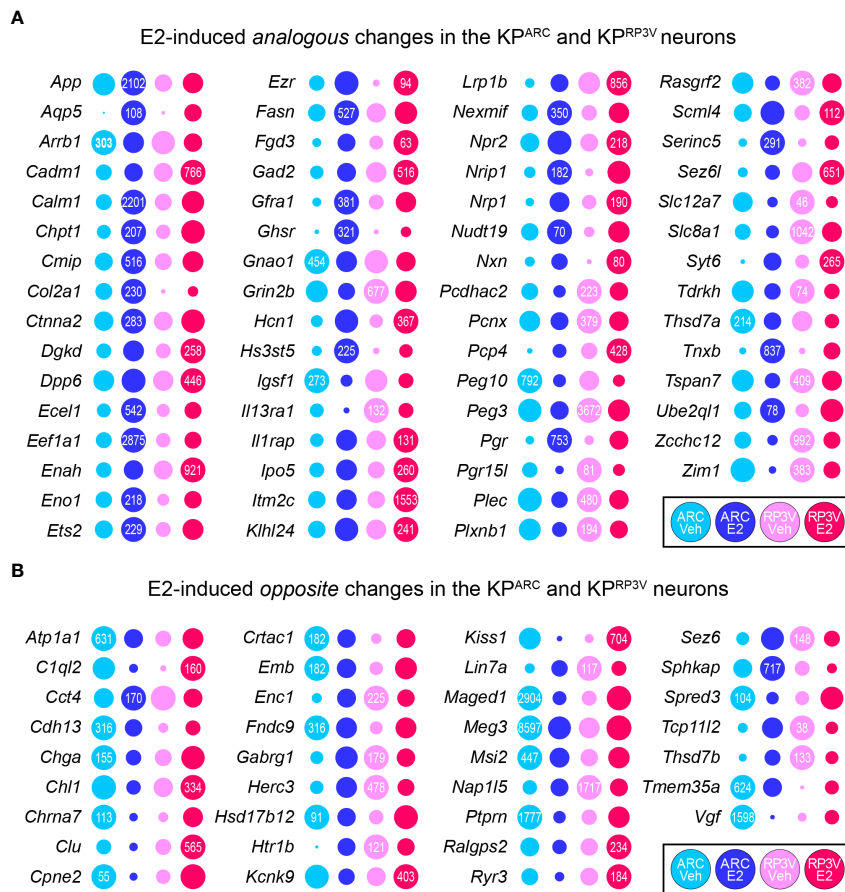 A
E2-induced analogous changes in the KPARC and KPRP3V neurons
App 2102 Ezr 94 Lrp1b 856 Rasgrf2 382
Aqp5 108 Fasn 527 Nexmif 350 Scml4 112
Arrb1 303 Fgd3 63 Npr2 218 Serinc5 291
Cadm1 766 Gad2 516 Nrip1 182 Sez6l 651
Calm1 2201 Gfra1 381 Nrp1 190 Slc12a7 46
Chpt1 207 Ghsr 321 Nudt19 70 Slc8a1 1042
Cmip 516 Gnao1 454 Nxn 80 Syt6 265
Col2a1 230 Grin2b 677 Pcdhac2 223 Tdrkh 74
Ctnna2 283 Hcn1 367 Pcnx 379 Thsd7a 214
Dgkd 258 Hs3st5 225 Pcp4 428 Tnxb 837
Dpp6 446 Igsf1 273 Peg10 792 Tspan7 409
Ecel1 542 Il13ra1 132 Peg3 3672 Ube2ql1 78
Eef1a1 2875 Il1rap 131 Pgr 753 Zcchc12 992
Enah 921 Ipo5 260 Pgr15l 81 Zim1 383
Eno1 218 Itm2c 1553 Plec 480
Ets2 229 Klhl24 241 Plxnb1 194
ARC Veh ARC E2 RP3V Veh RP3V E2
B
E2-induced opposite changes in the KPARC and KPRP3V neurons
Atp1a1 631 Crtac1 182 Kiss1 704 Sez6 148
C1ql2 160 Emb 182 Lin7a 117 Sphkap 717
Cct4 170 Enc1 225 Maged1 2904 Spred3 104
Cdh13 316 Fndc9 316 Meg3 8597 Tcp11l2 38
Chga 155 Gabrg1 179 Msi2 447 Thsd7b 133
Chl1 334 Herc3 478 Nap1l5 1717 Tmem35a 624
Chrna7 113 Hsd17b12 91 Ptprn 1777 Vgf 1598
Clu 565 Htr1b 121 Ralgps2 234
Cpne2 55 Kcnk9 403 Ryr3 184
ARC Veh ARC E2 RP3V Veh RP3V E2